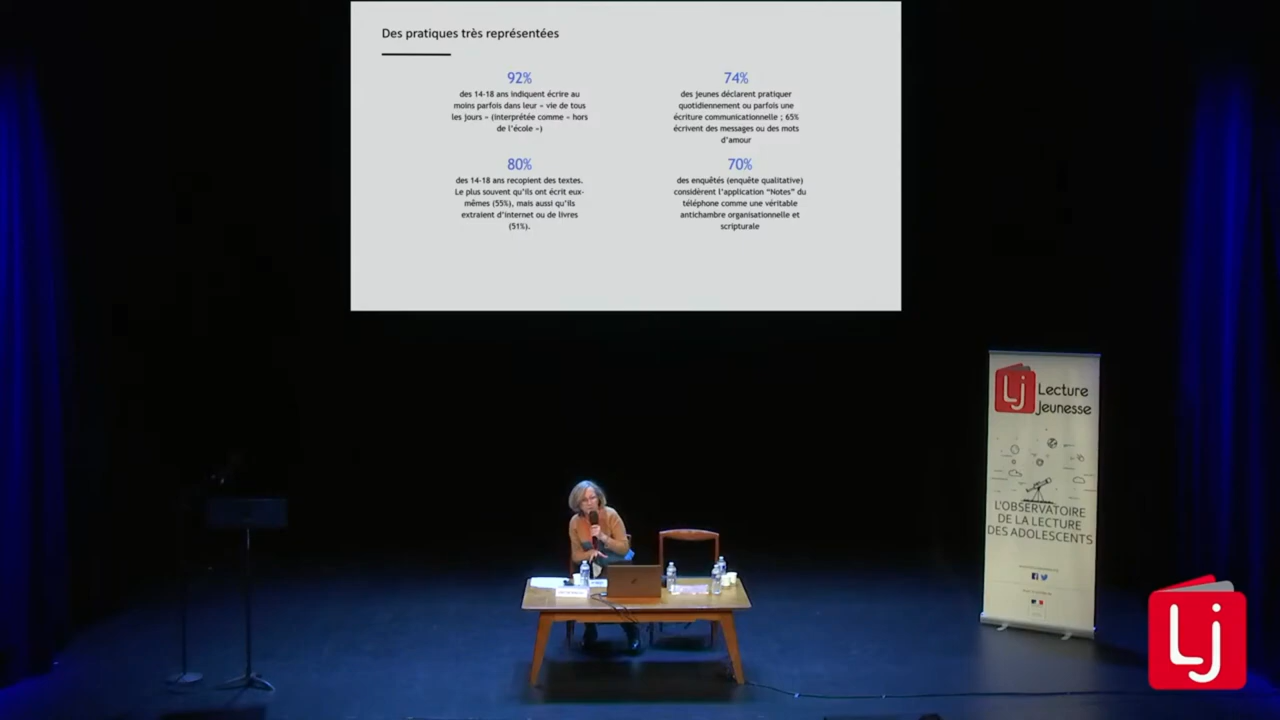 Des pratiques très représentées
92%
des 14-18 ans indiquent écrire au
moins parfois dans leur « vie de tous
les jours » (interprétée comme « hors
de l'école »)
74%
des jeunes déclarent pratiquer
quotidiennement ou parfois une
écriture communicationnelle ; 65%
écrivent des messages ou des mots
d'amour
80%
des 14-18 ans recopient des textes.
Le plus souvent qu'ils ont écrit eux-
mêmes (55%), mais aussi qu'ils
extraient d'internet ou de livres
(51%).
70%
des enquêtés (enquête qualitative)
considèrent l'application "Notes" du
téléphone comme une véritable
antichambre organisationnelle et
scripturale
Lj
Lecture
jeunesse
L'OBSERVATOIRE
DE LA LECTURE
DES ADOLESCENTS
Lj